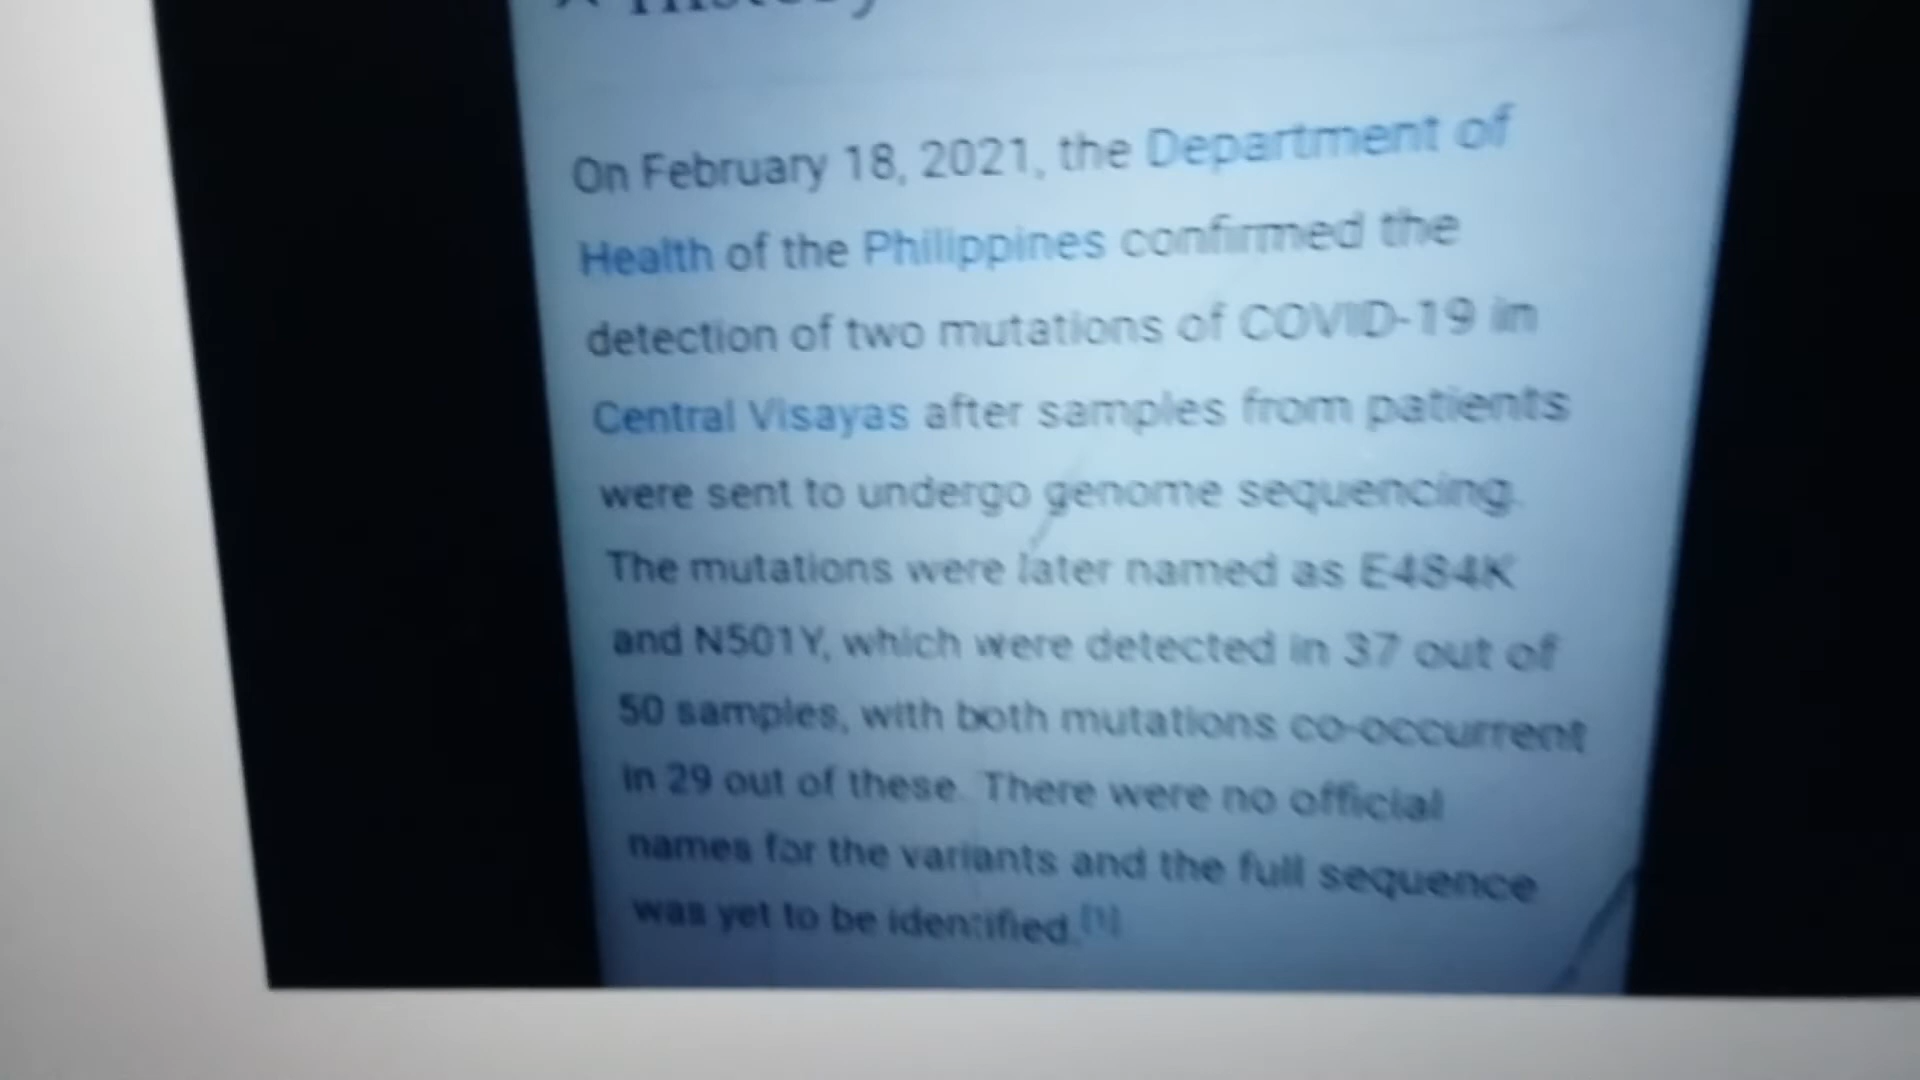 History
On February 18, 2021, the Department of
Health of the Philippines confirmed the
detection of two mutations of COVID-19 in
Central Visayas after samples from patients
were sent to undergo genome sequencing.
The mutations were later named as E484K
and N501Y, which were detected in 37 out of
50 samples, with both mutations co-occurrent
in 29 out of these. There were no official
names for the variants and the full sequence
was yet to be identified.[1]